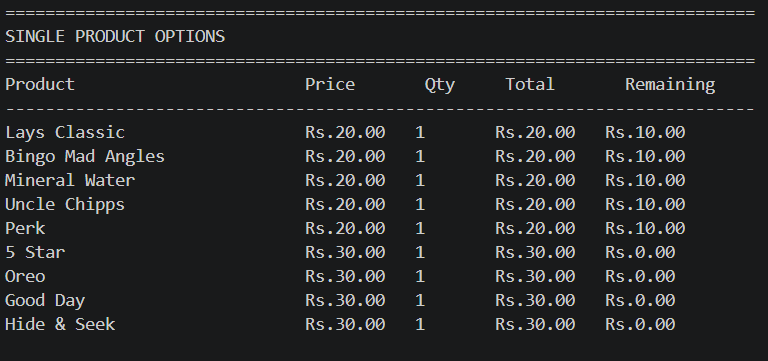 ===========================================================================
SINGLE PRODUCT OPTIONS
===========================================================================
Product                       Price       Qty     Total       Remaining
---------------------------------------------------------------------------
Lays Classic                  Rs.20.00   1       Rs.20.00   Rs.10.00
Bingo Mad Angles              Rs.20.00   1       Rs.20.00   Rs.10.00
Mineral Water                 Rs.20.00   1       Rs.20.00   Rs.10.00
Uncle Chipps                  Rs.20.00   1       Rs.20.00   Rs.10.00
Perk                          Rs.20.00   1       Rs.20.00   Rs.10.00
5 Star                        Rs.30.00   1       Rs.30.00   Rs.0.00
Oreo                          Rs.30.00   1       Rs.30.00   Rs.0.00
Good Day                      Rs.30.00   1       Rs.30.00   Rs.0.00
Hide & Seek                   Rs.30.00   1       Rs.30.00   Rs.0.00